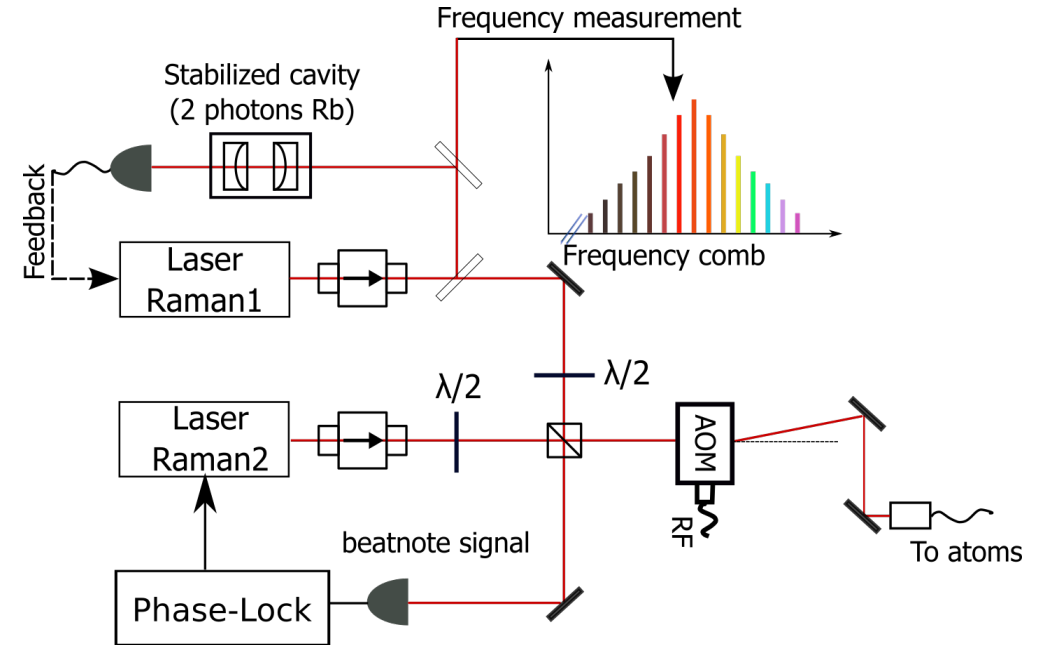 Frequency measurement
Stabilized cavity
(2 photons Rb)
Feedback
Laser
Raman1
Frequency comb
λ/2
λ/2
Laser
Raman2
AOM
RF
beatnote signal
To atoms
Phase-Lock